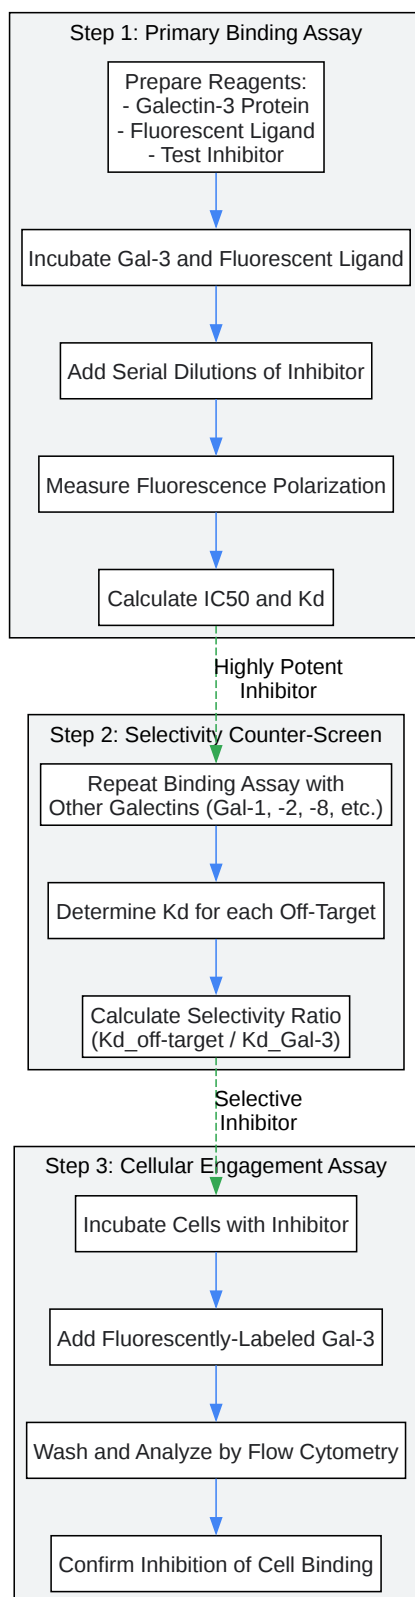 Step 1: Primary Binding Assay
Prepare Reagents:
- Galectin-3 Protein
- Fluorescent Ligand
- Test Inhibitor
Incubate Gal-3 and Fluorescent Ligand
Add Serial Dilutions of Inhibitor
Measure Fluorescence Polarization
Calculate IC50 and Kd
Highly Potent
Inhibitor
Step 2: Selectivity Counter-Screen
Repeat Binding Assay with
Other Galectins (Gal-1, -2, -8, etc.)
Determine Kd for each Off-Target
Calculate Selectivity Ratio
(Kd_off-target / Kd_Gal-3)
Selective
Inhibitor
Step 3: Cellular Engagement Assay
Incubate Cells with Inhibitor
Add Fluorescently-Labeled Gal-3
Wash and Analyze by Flow Cytometry
Confirm Inhibition of Cell Binding